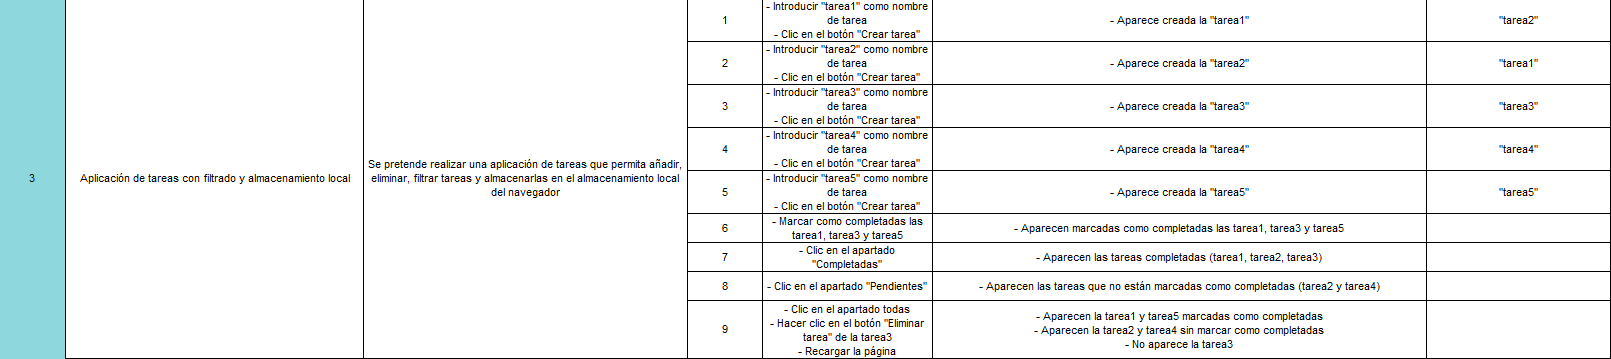 3
Aplicación de tareas con filtrado y almacenamiento local
Se pretende realizar una aplicación de tareas que permita añadir,
eliminar, filtrar tareas y almacenarlas en el almacenamiento local
del navegador
1
- Introducir "tarea1" como nombre
de tarea
- Clic en el botón "Crear tarea"
- Aparece creada la "tarea1"
"tarea2"
2
- Introducir "tarea2" como nombre
de tarea
- Clic en el botón "Crear tarea"
- Aparece creada la "tarea2"
"tarea1"
3
- Introducir "tarea3" como nombre
de tarea
- Clic en el botón "Crear tarea"
- Aparece creada la "tarea3"
"tarea3"
4
- Introducir "tarea4" como nombre
de tarea
- Clic en el botón "Crear tarea"
- Aparece creada la "tarea4"
"tarea4"
5
- Introducir "tarea5" como nombre
de tarea
- Clic en el botón "Crear tarea"
- Aparece creada la "tarea5"
"tarea5"
6
- Marcar como completadas las
tarea1, tarea3 y tarea5
- Aparecen marcadas como completadas las tarea1, tarea3 y tarea5
7
- Clic en el apartado
"Completadas"
- Aparecen las tareas completadas (tarea1, tarea2, tarea3)
8
- Clic en el apartado "Pendientes"
- Aparecen las tareas que no están marcadas como completadas (tarea2 y tarea4)
9
- Clic en el apartado todas
- Hacer clic en el botón "Eliminar
tarea" de la tarea3
- Recargar la página
- Aparecen la tarea1 y tarea5 marcadas como completadas
- Aparecen la tarea2 y tarea4 sin marcar como completadas
- No aparece la tarea3